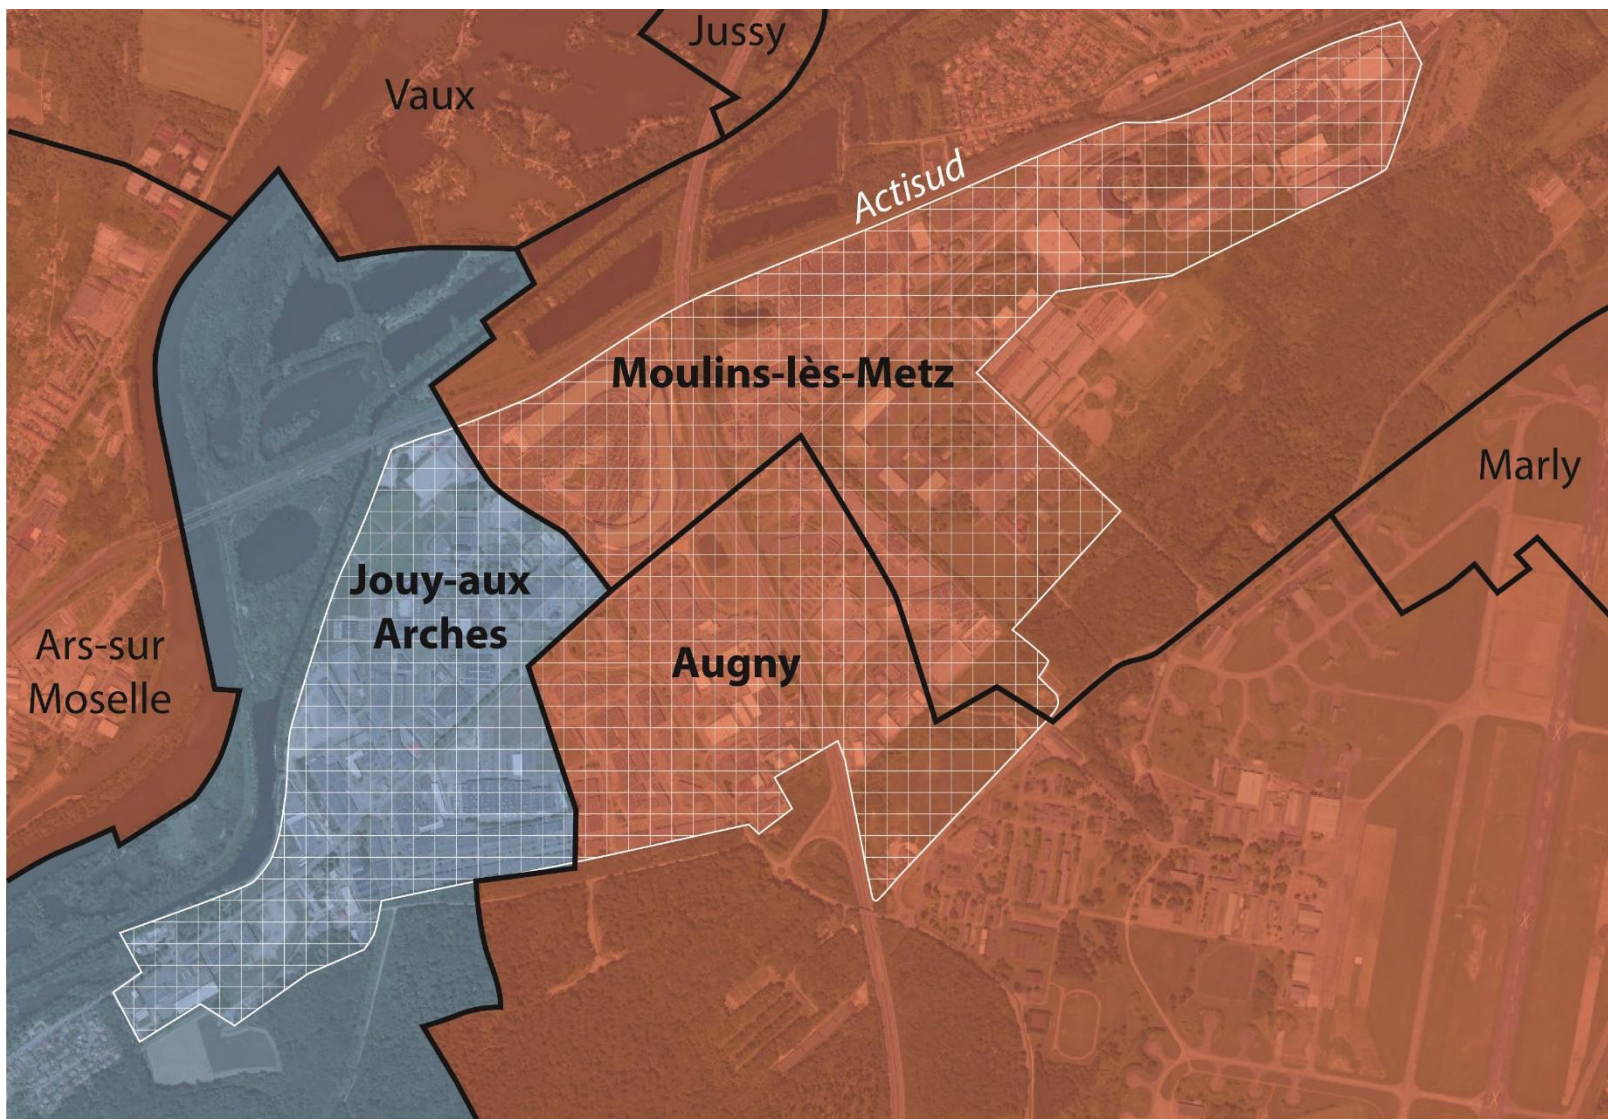 Jussy
Vaux
Actisud
Moulins-lès-Metz
Marly
Jouy-aux
Arches
Ars-sur
Moselle
Augny